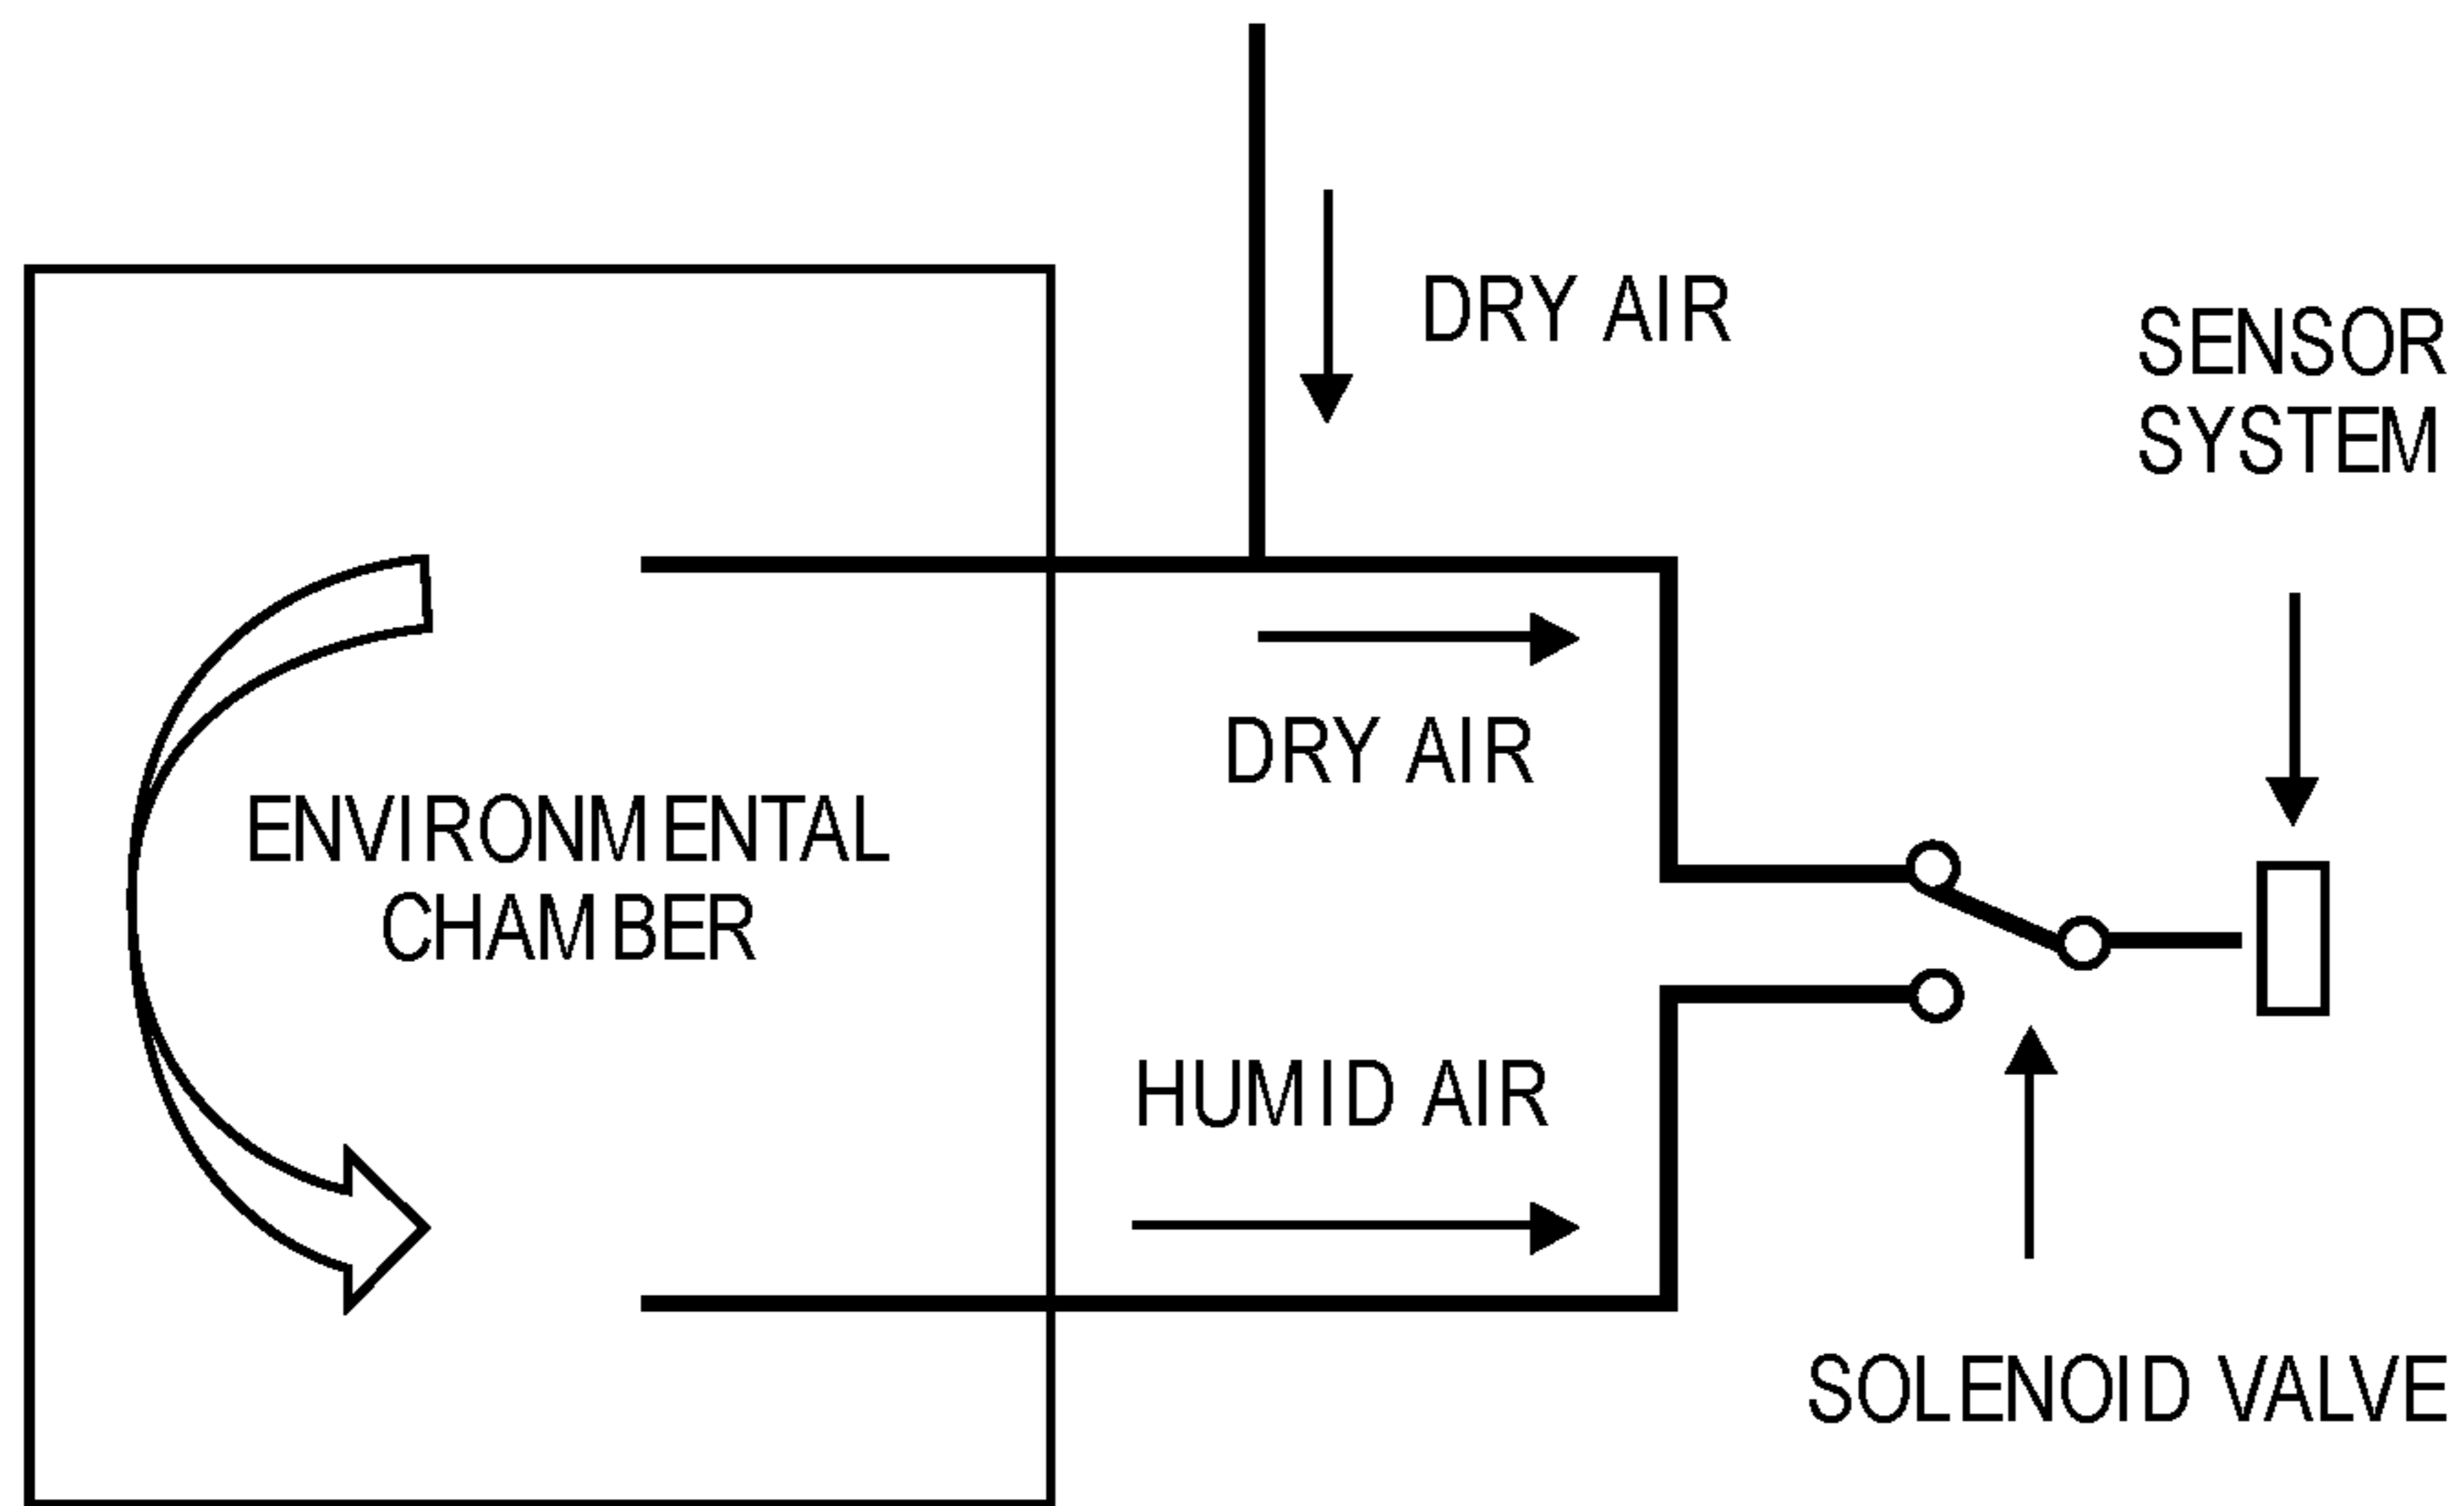 DRY AIR
SENSOR
SYSTEM
DRY AIR
ENVIRONMENTAL
CHAMBER
HUMID AIR
SOLENOID VALVE